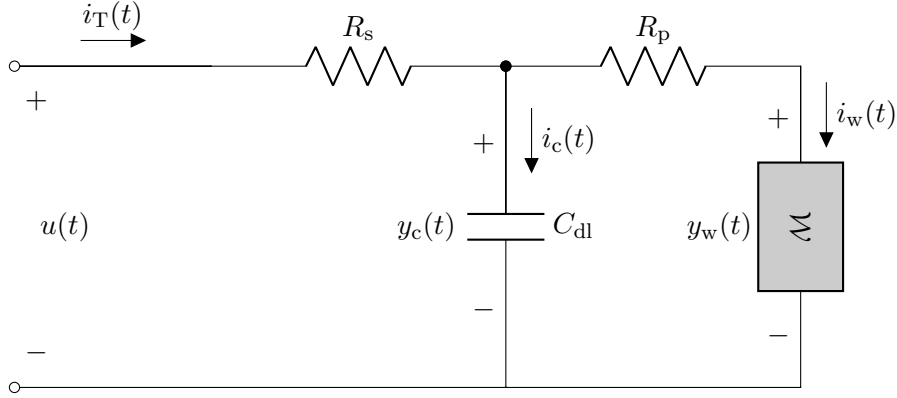 i_T(t)
R_s
R_p
+
+
+
i_c(t)
i_w(t)
u(t)
y_c(t)
C_dl
y_w(t)
𝒲
−
−
−